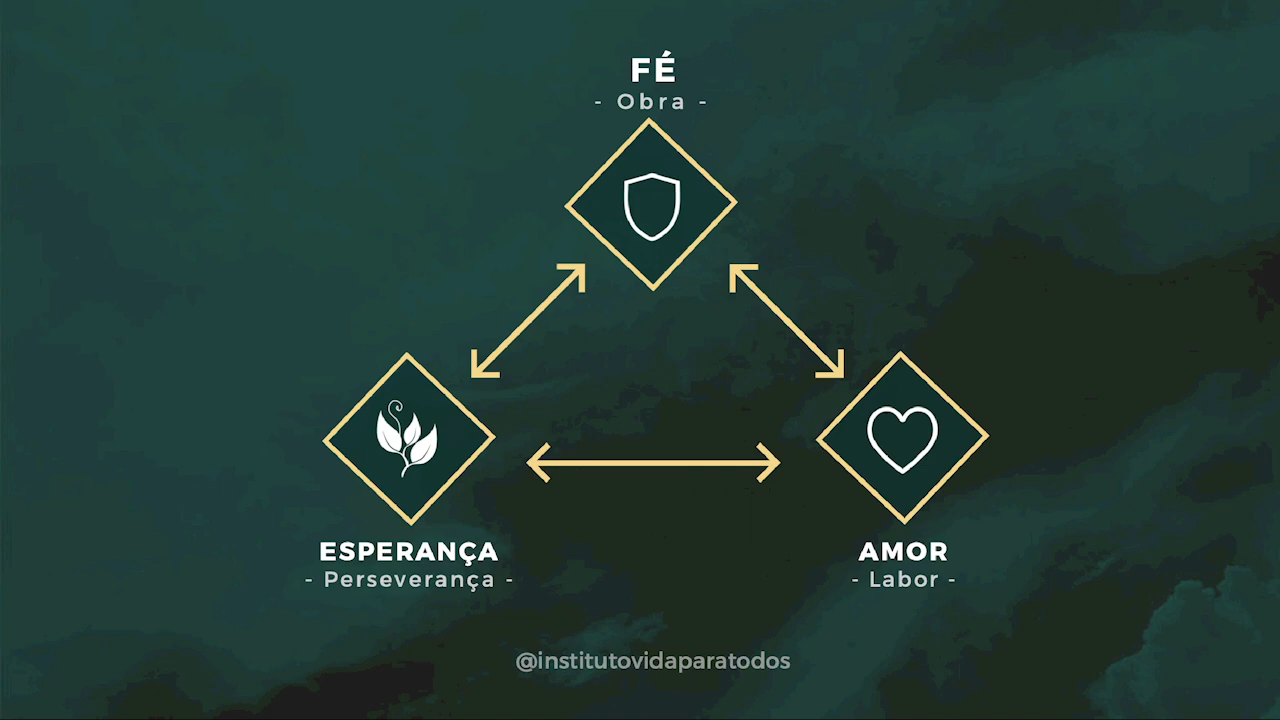 FÉ
- Obra -
ESPERANÇA
- Perseverança -
AMOR
- Labor -
@institutovidaparatodos